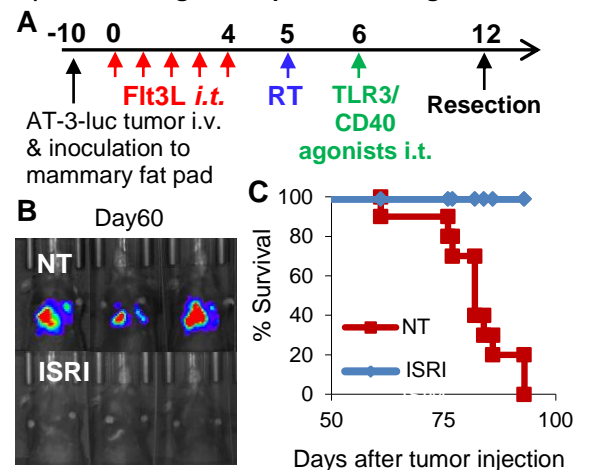 A
-10 0 4 5 6 12
Flt3L i.t.
RT
TLR3/
CD40
agonists i.t.
Resection
AT-3-luc tumor i.v.
& inoculation to
mammary fat pad
B
Day60
NT
ISRI
C
100
80
60
40
20
0
% Survival
NT
ISRI
50 75 100
Days after tumor injection